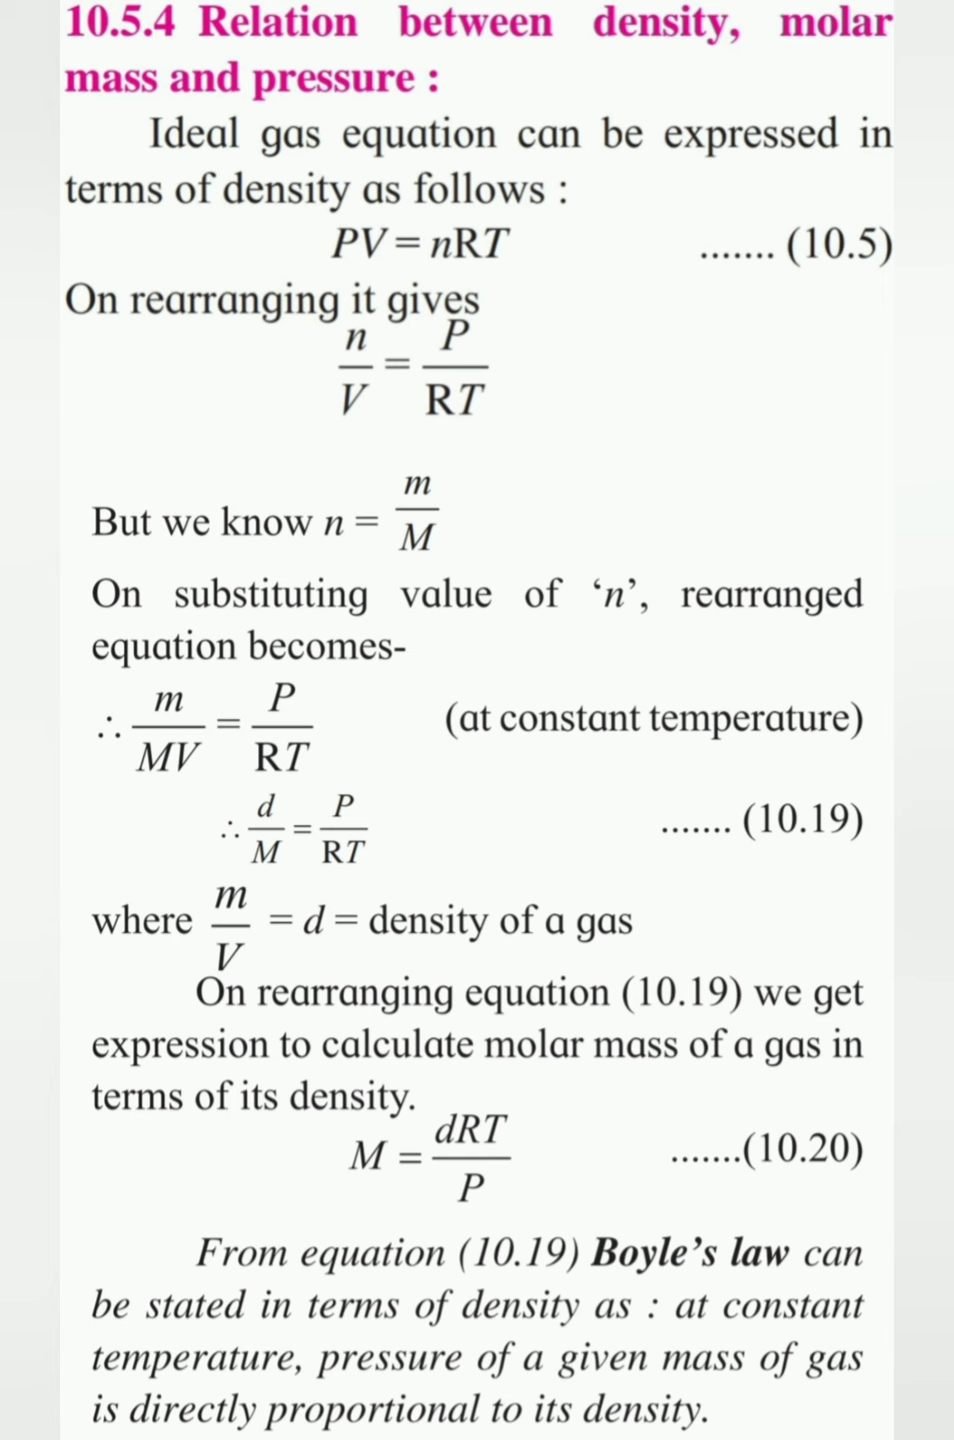 10.5.4 Relation between density, molar
mass and pressure :
Ideal gas equation can be expressed in
terms of density as follows :
PV = nRT ....... (10.5)
On rearranging it gives
n/V = P/RT
But we know n = m/M
On substituting value of ‘n’, rearranged
equation becomes-
∴ m/MV = P/RT (at constant temperature)
∴ d/M = P/RT ....... (10.19)
where m/V = d = density of a gas
On rearranging equation (10.19) we get
expression to calculate molar mass of a gas in
terms of its density.
M = dRT/P .......(10.20)
From equation (10.19) Boyle’s law can
be stated in terms of density as : at constant
temperature, pressure of a given mass of gas
is directly proportional to its density.